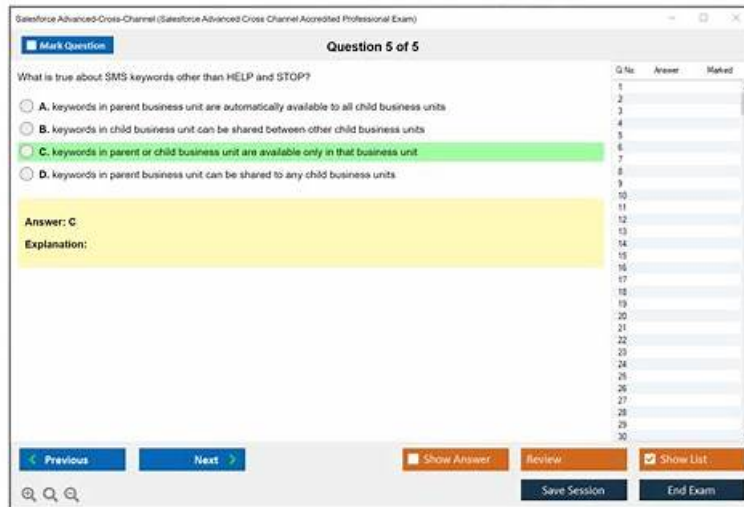 Salesforce Advanced-Cross-Channel (Salesforce Advanced Cross Channel Accredited Professional Exam)
Mark Question
Question 5 of 5
What is true about SMS keywords other than HELP and STOP?
A. keywords in parent business unit are automatically available to all child business units
B. keywords in child business unit can be shared between other child business units
C. keywords in parent or child business unit are available only in that business unit
D. keywords in parent business unit can be shared to any child business units
Answer: C
Explanation:
Q.No. Answer Marked
1
2
3
4
5
6
7
8
9
10
11
12
13
14
15
16
17
18
19
20
21
22
23
24
25
26
27
28
29
30
Previous Next Show Answer Review Show List
Save Session End Exam